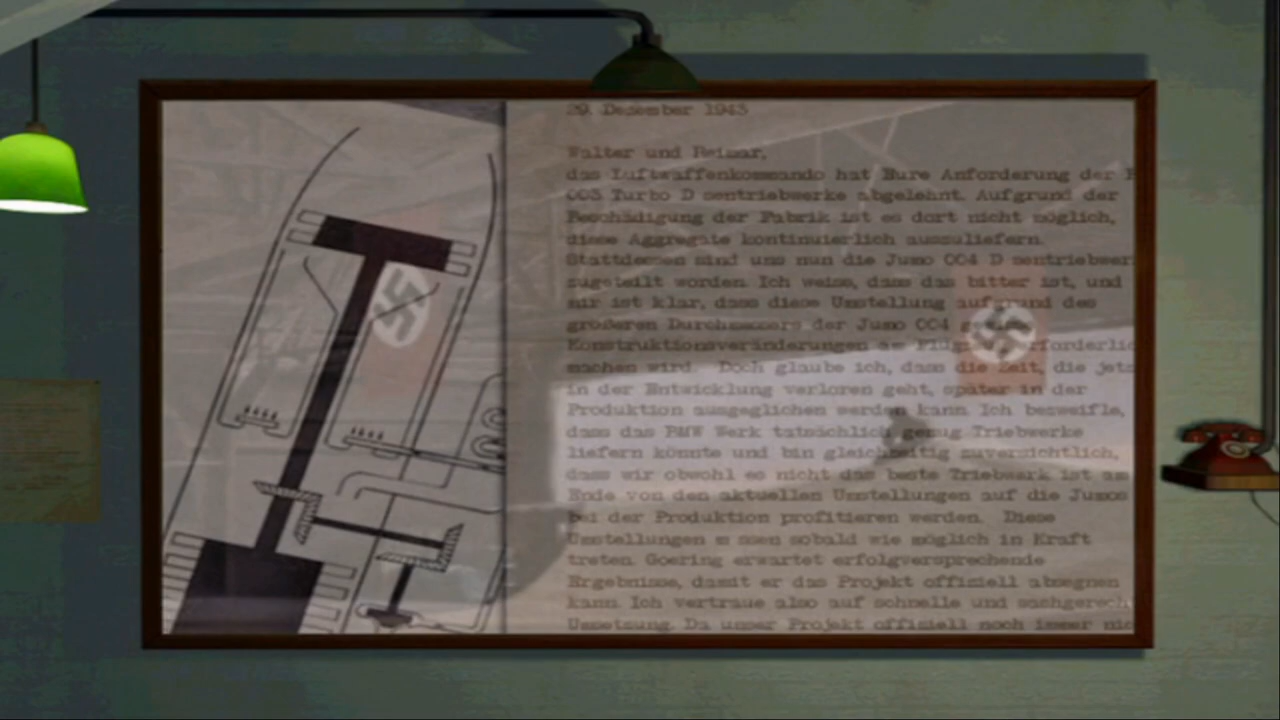 29. Dezember 1943
Walter und Reimar,
das Luftwaffenkommando hat Eure Anforderung der
003 Turbo D sentriebwerke abgelehnt. Aufgrund der
Beschädigung der Fabrik ist es dort nicht möglich,
diese Aggregate kontinuierlich auszuliefern.
Stattdessen sind uns nun die Jumo 004 D sentriebwer
zugeteilt worden. Ich weiss, dass das bitter ist, und
mir ist klar, dass diese Umstellung aufgrund des
größeren Durchmessers der Jumo 004
Konstruktionsveränderungen am
machen wird. Doch glaube ich, dass die Zeit, die jetz
in der Entwicklung verloren geht, später in der
Produktion ausgeglichen werden kann. Ich bezweifle,
dass das BMW Werk tatsächlich genug Triebwerke
liefern könnte und bin gleichzeitig zuversichtlich,
dass wir obwohl es nicht das beste Triebwerk ist am
Ende von den aktuellen Umstellungen auf die Jumos
bei der Produktion profitieren werden. Diese
Umstellungen m ssen sobald wie möglich in Kraft
treten. Goering erwartet erfolgversprechende
Ergebnisse, damit er das Projekt offiziell absegnen
kann. Ich vertraue also auf schnelle und sachgerech
Umsetzung. Da unser Projekt offiziell noch immer nic